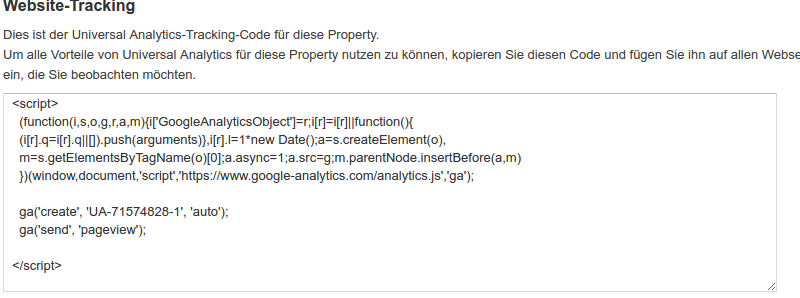 Website-Tracking
Dies ist der Universal Analytics-Tracking-Code für diese Property.
Um alle Vorteile von Universal Analytics für diese Property nutzen zu können, kopieren Sie diesen Code und fügen Sie ihn auf allen Webse
ein, die Sie beobachten möchten.
<script>
(function(i,s,o,g,r,a,m){i['GoogleAnalyticsObject']=r;i[r]=i[r]||function(){
(i[r].q=i[r].q||[]).push(arguments)},i[r].l=1*new Date();a=s.createElement(o),
m=s.getElementsByTagName(o)[0];a.async=1;a.src=g;m.parentNode.insertBefore(a,m)
})(window,document,'script','https://www.google-analytics.com/analytics.js','ga');
ga('create', 'UA-71574828-1', 'auto');
ga('send', 'pageview');
</script>